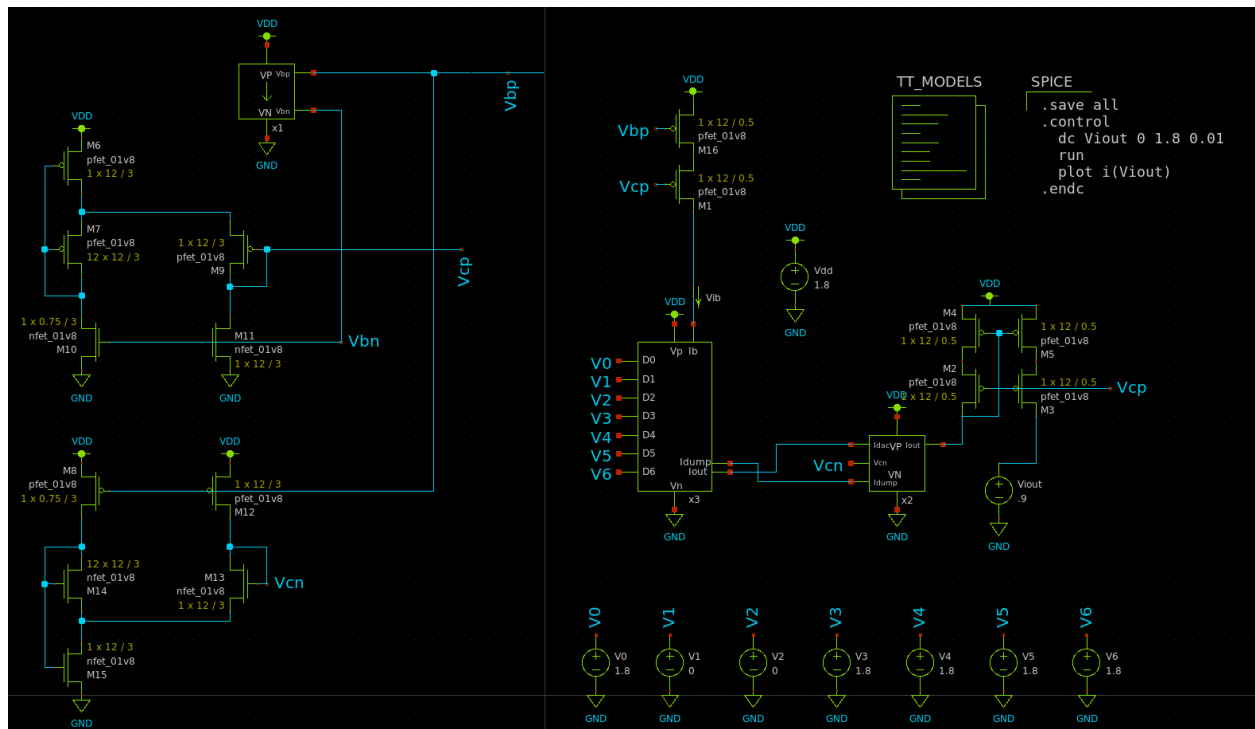 VDD
VP Vbp
VN Vbn
x1
GND
Vbp
VDD
M6
pfet_01v8
1 x 12 / 3
M7
pfet_01v8
12 x 12 / 3
1 x 12 / 3
pfet_01v8
M9
Vcp
1 x 0.75 / 3
nfet_01v8
M10
M11
nfet_01v8
1 x 12 / 3
Vbn
GND
GND
VDD
VDD
M8
pfet_01v8
1 x 0.75 / 3
1 x 12 / 3
pfet_01v8
M12
12 x 12 / 3
nfet_01v8
M14
M13
nfet_01v8
1 x 12 / 3
Vcn
1 x 12 / 3
nfet_01v8
M15
GND
VDD
Vbp
1 x 12 / 0.5
pfet_01v8
M16
Vcp
1 x 12 / 0.5
pfet_01v8
M1
Vib
TT_MODELS
SPICE
.save all
.control
dc Viout 0 1.8 0.01
run
plot i(Viout)
.endc
VDD
Vdd
1.8
GND
VDD
Vp Ib
V0 D0
V1 D1
V2 D2
V3 D3
V4 D4
V5 D5
V6 D6
Idump
Iout
Vn
x3
GND
VDD
M4
pfet_01v8
1 x 12 / 0.5
1 x 12 / 0.5
pfet_01v8
M5
M2
pfet_01v8
1 x 12 / 0.5
1 x 12 / 0.5
pfet_01v8
M3
Vcp
VDD
Idac VP Iout
Vcn
Vcn
VN
Idump
x2
GND
Viout
.9
GND
V0
V1
V2
V3
V4
V5
V6
V0
1.8
V1
0
V2
0
V3
1.8
V4
1.8
V5
1.8
V6
1.8
GND
GND
GND
GND
GND
GND
GND